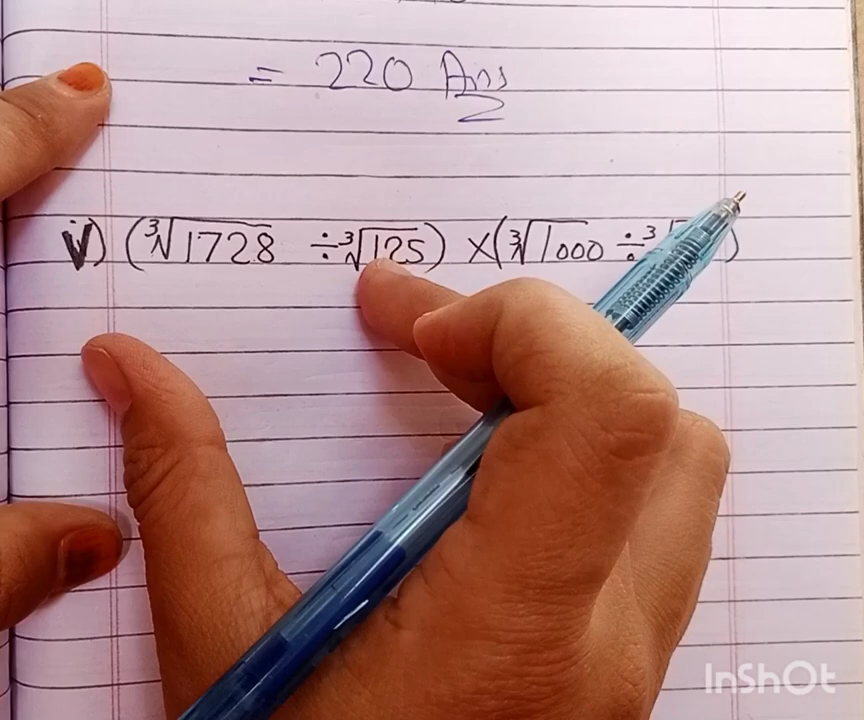 = 220 Ans
v) (∛1728 ÷ ∛125) × (∛1000 ÷ ∛ )
InShOt